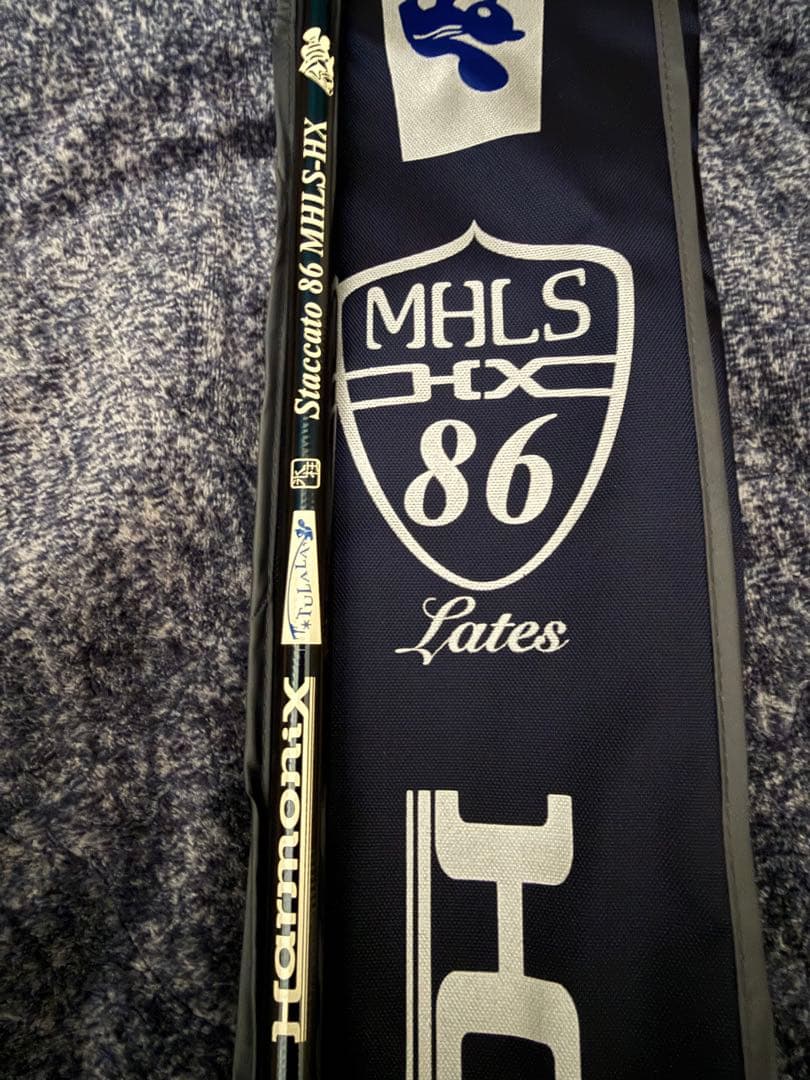 Staccato 86 MHLS-HX
TULALA
HarmoniX
MHLS
HX
86
Lates
H